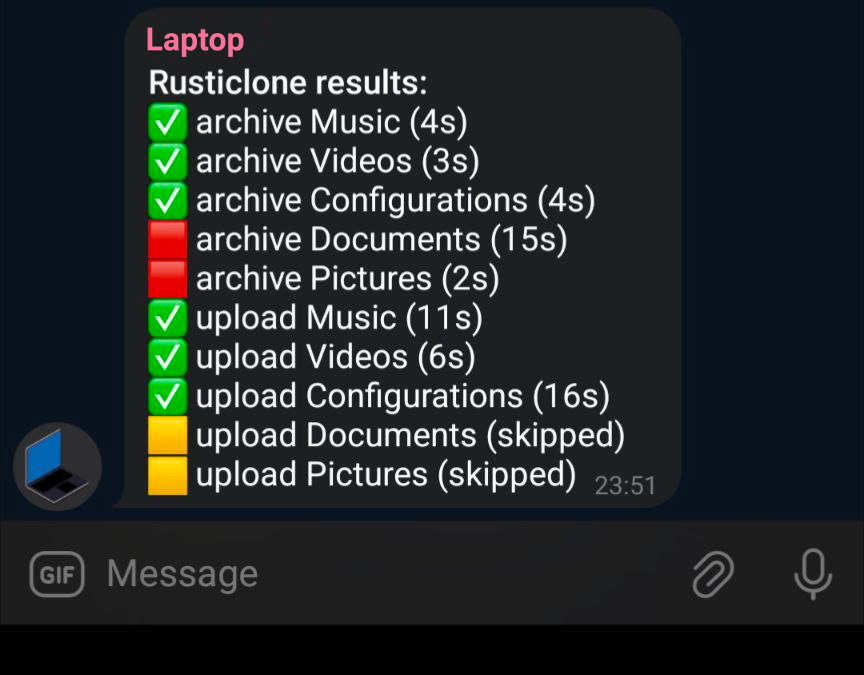 Laptop
Rusticlone results:
✅ archive Music (4s)
✅ archive Videos (3s)
✅ archive Configurations (4s)
🟥 archive Documents (15s)
🟥 archive Pictures (2s)
✅ upload Music (11s)
✅ upload Videos (6s)
✅ upload Configurations (16s)
🟨 upload Documents (skipped)
🟨 upload Pictures (skipped) 23:51
GIF Message